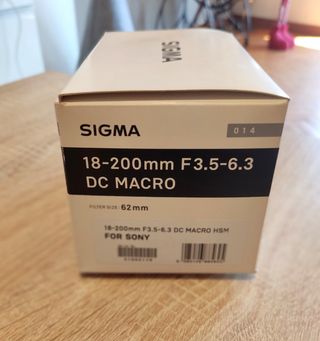 SIGMA
SIGMA
014
18-200mm F3.5-6.3
DC MACRO
FILTER SIZE 62mm
18-200mm F3.5-6.3 DC MACRO HSM
FOR SONY